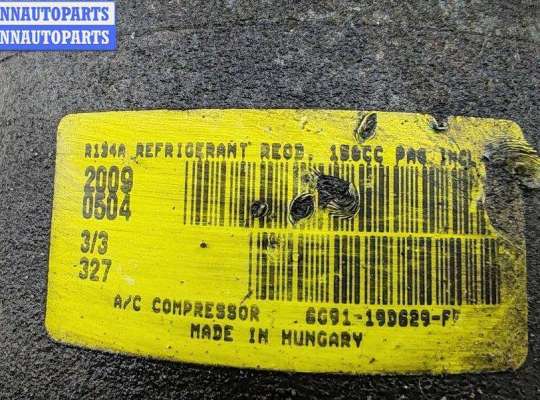 NNAUTOPARTS
NNAUTOPARTS
R134A REFRIGERANT REQD. 150CC PAG INCL
2009
0504
3/3
327
A/C COMPRESSOR 6G91-19D629-FF
MADE IN HUNGARY